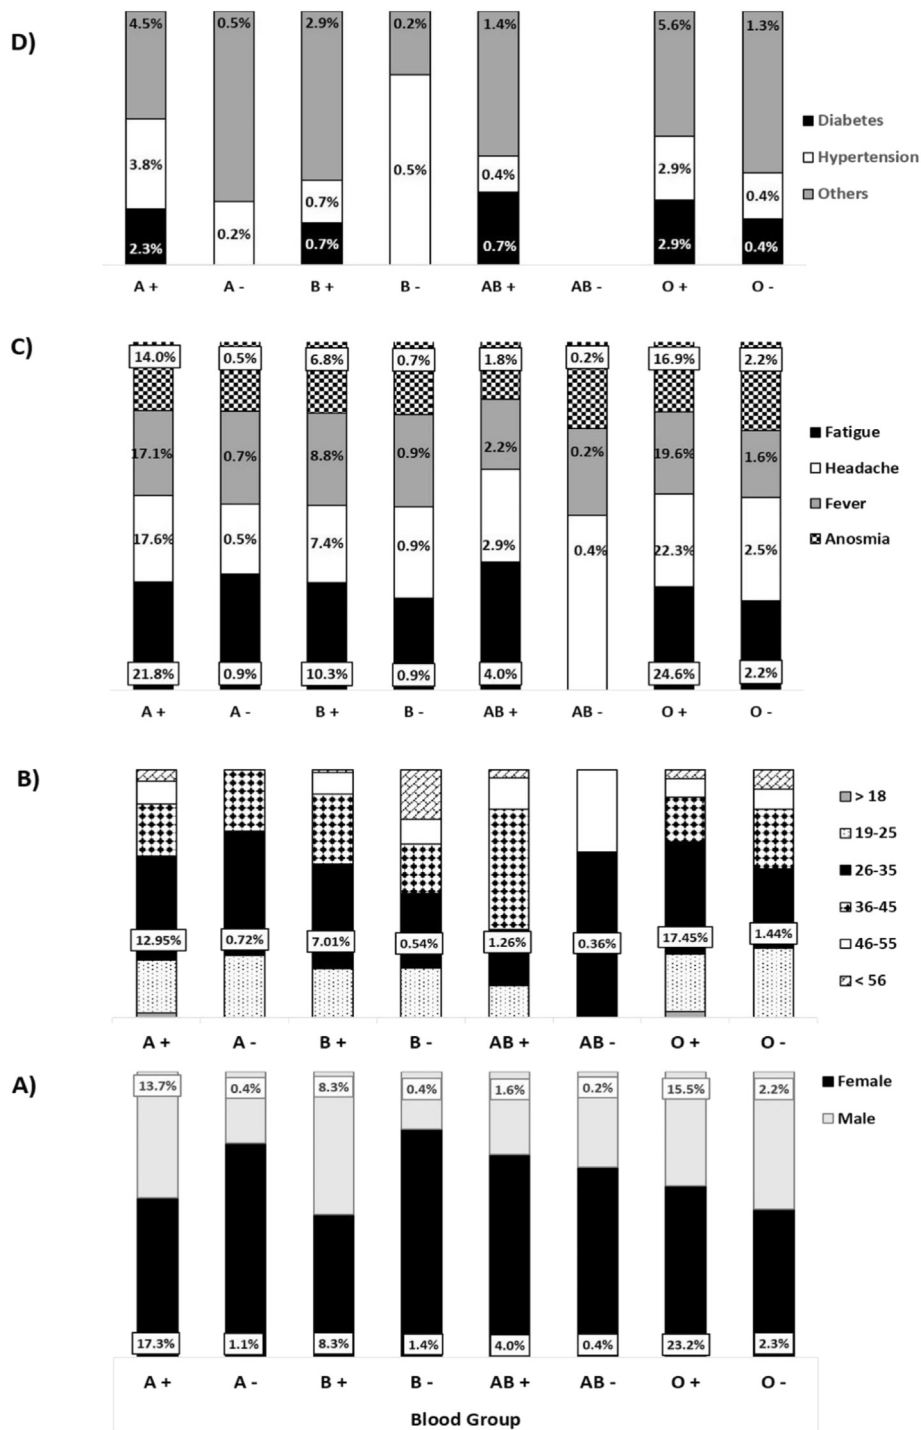 D)
4.5% 0.5% 2.9% 0.2% 1.4% 5.6% 1.3%
3.8% 0.2% 0.7% 0.5% 0.4% 2.9% 0.4%
2.3% 0.7% 0.7% 2.9% 0.4%
Diabetes
Hypertension
Others
A + A - B + B - AB + AB - O + O -
C)
14.0% 0.5% 6.8% 0.7% 1.8% 0.2% 16.9% 2.2%
17.1% 0.7% 8.8% 0.9% 2.2% 0.2% 19.6% 1.6%
17.6% 0.5% 7.4% 0.9% 2.9% 0.4% 22.3% 2.5%
21.8% 0.9% 10.3% 0.9% 4.0% 24.6% 2.2%
Fatigue
Headache
Fever
Anosmia
A + A - B + B - AB + AB - O + O -
B)
12.95% 0.72% 7.01% 0.54% 1.26% 0.36% 17.45% 1.44%
> 18
19-25
26-35
36-45
46-55
< 56
A + A - B + B - AB + AB - O + O -
A)
13.7% 0.4% 8.3% 0.4% 1.6% 0.2% 15.5% 2.2%
17.3% 1.1% 8.3% 1.4% 4.0% 0.4% 23.2% 2.3%
Female
Male
A + A - B + B - AB + AB - O + O -
Blood Group